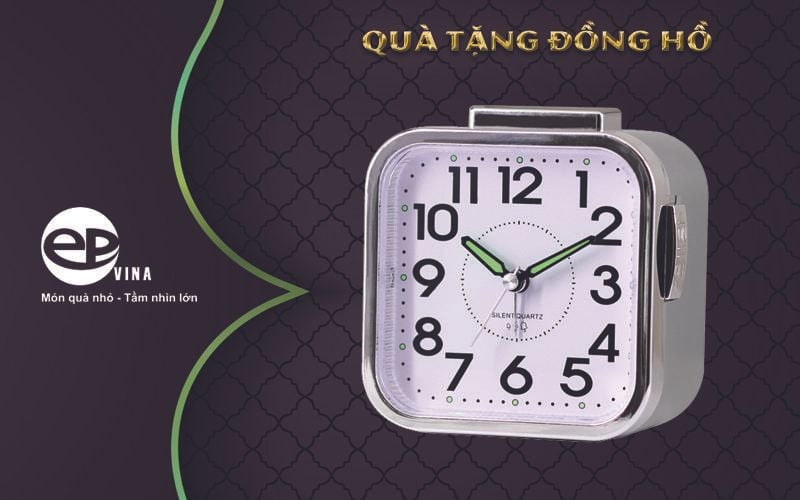 QUÀ TẶNG ĐỒNG HỒ
ep
VINA
Món quà nhỏ - Tầm nhìn lớn
11 12 1
10 2
9 3
8 4
7 6 5
SILENT QUARTZ